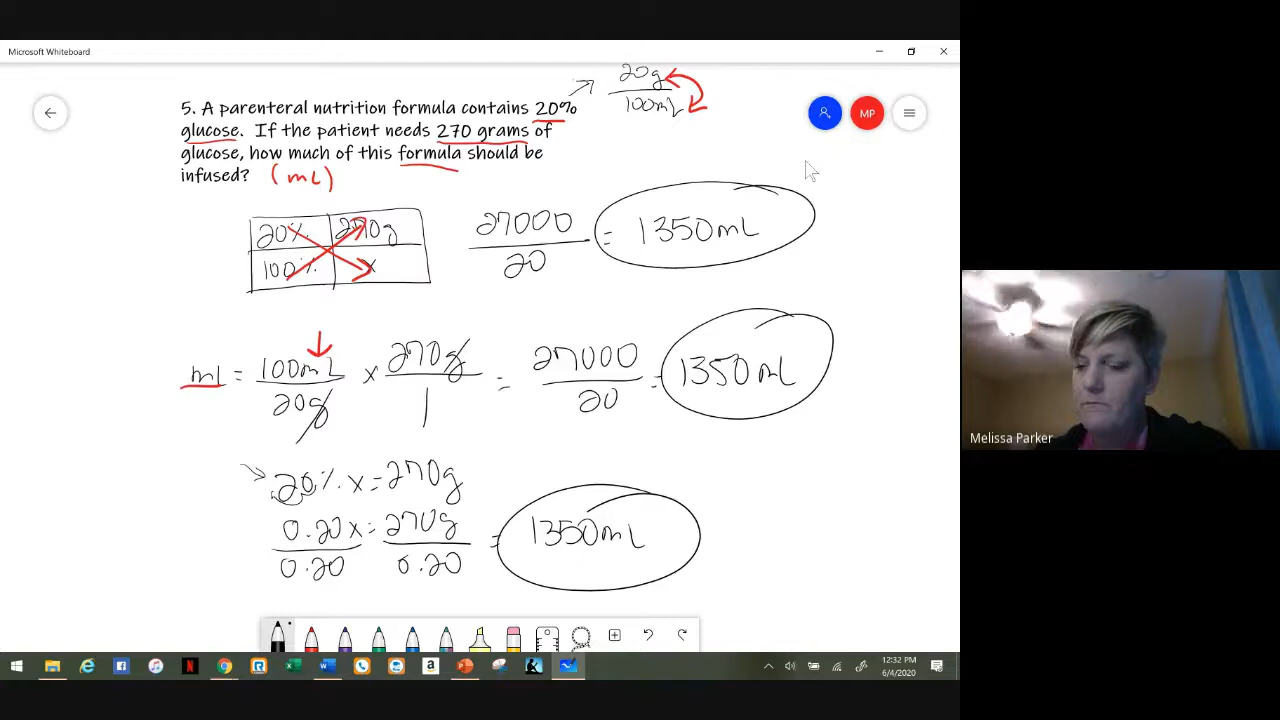 Microsoft Whiteboard
20g
100mL
5. A parenteral nutrition formula contains 20%
glucose. If the patient needs 270 grams of
glucose, how much of this formula should be
infused? (mL)
MP
20% 270g
100% x
27000
20
= 1350mL
mL = 100mL x 270g = 27000 = 1350mL
20g 1 20
20% x = 270g
0.20x = 270g = 1350mL
0.20 0.20
Melissa Parker
12:32 PM
6/4/2020